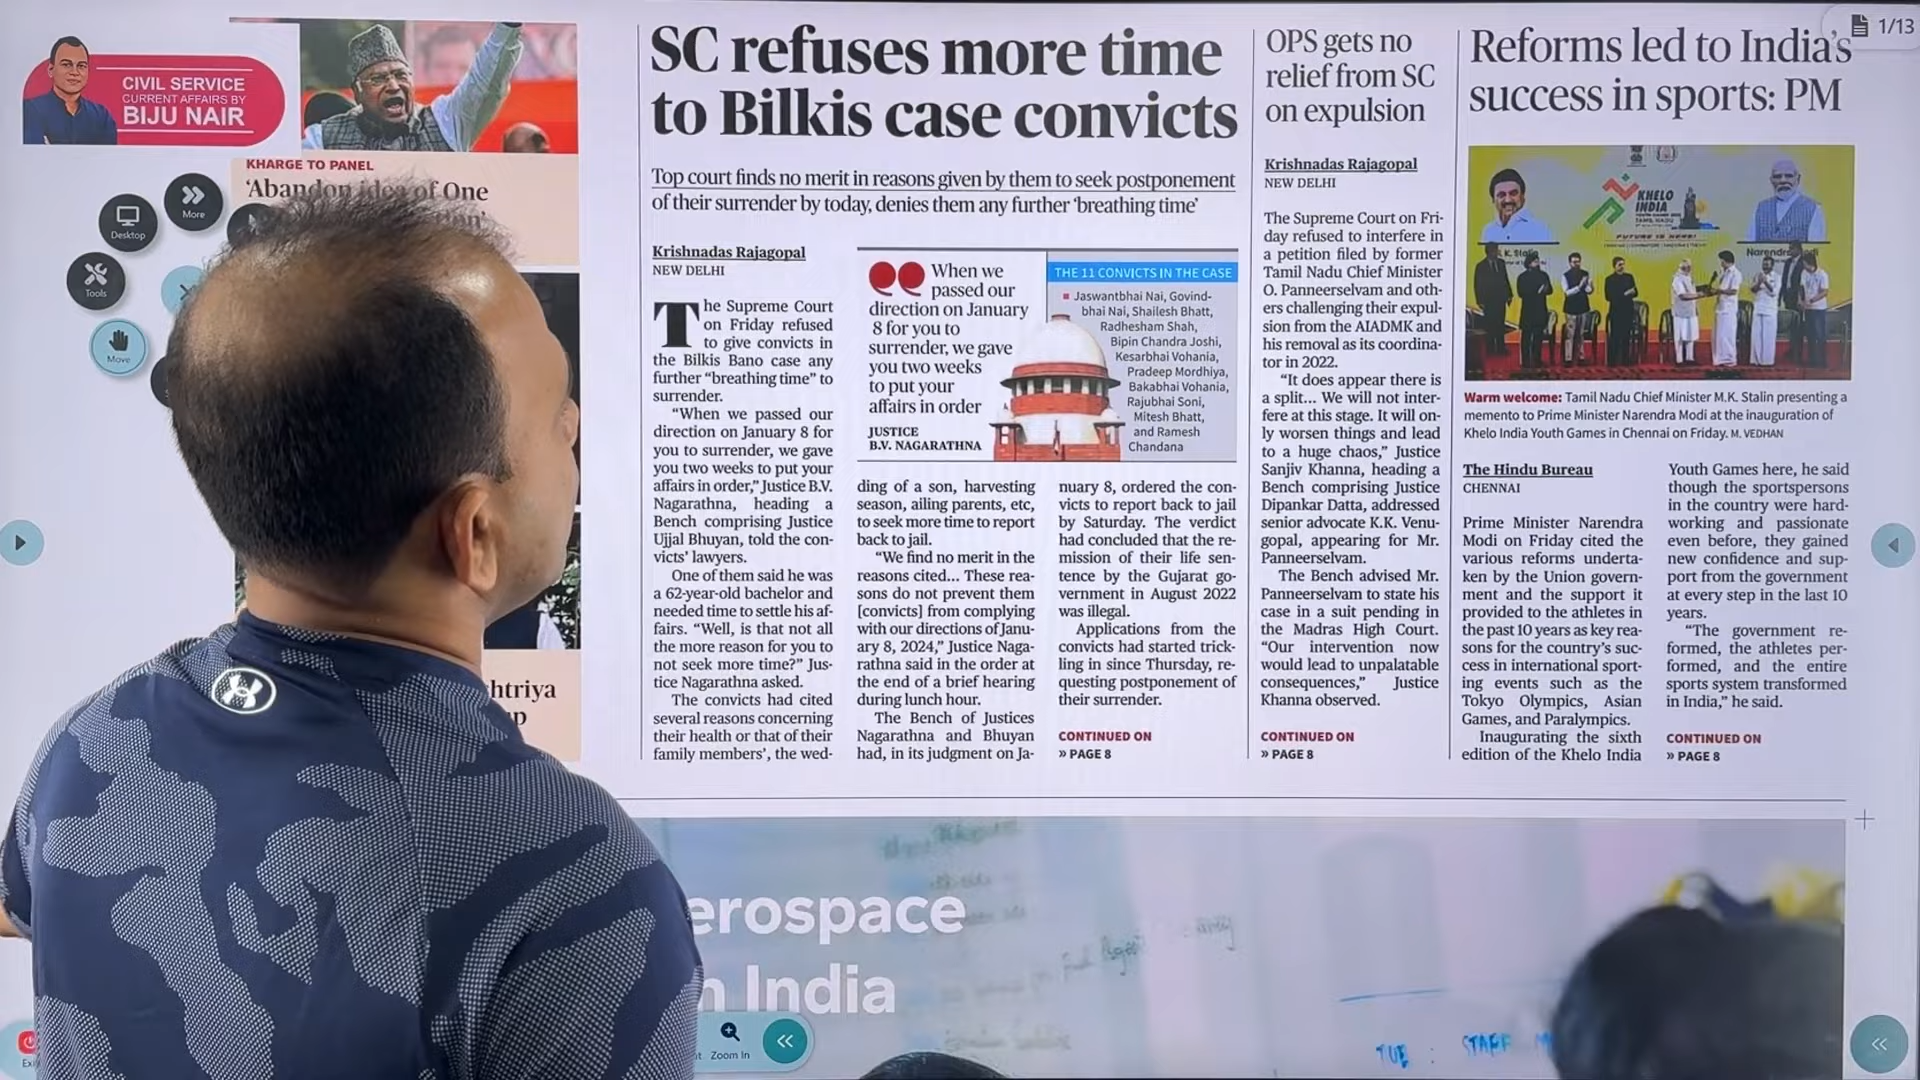 1/13
CIVIL SERVICE
CURRENT AFFAIRS BY
BIJU NAIR
KHARGE TO PANEL
‘Abandon idea of One
More
Desktop
Tools
Move
SC refuses more time
to Bilkis case convicts
Top court finds no merit in reasons given by them to seek postponement
of their surrender by today, denies them any further ‘breathing time’
Krishnadas Rajagopal
NEW DELHI
The Supreme Court
on Friday refused
to give convicts in
the Bilkis Bano case any
further “breathing time” to
surrender.
“When we passed our
direction on January 8 for
you to surrender, we gave
you two weeks to put your
affairs in order,” Justice B.V.
Nagarathna, heading a
Bench comprising Justice
Ujjal Bhuyan, told the con-
victs’ lawyers.
One of them said he was
a 62-year-old bachelor and
needed time to settle his af-
fairs. “Well, is that not all
the more reason for you to
not seek more time?” Jus-
tice Nagarathna asked.
The convicts had cited
several reasons concerning
their health or that of their
family members’, the wed-
When we
passed our
direction on January
8 for you to
surrender, we gave
you two weeks
to put your
affairs in order
JUSTICE
B.V. NAGARATHNA
THE 11 CONVICTS IN THE CASE
Jaswantbhai Nai, Govind-
bhai Nai, Shailesh Bhatt,
Radhesham Shah,
Bipin Chandra Joshi,
Kesarbhai Vohania,
Pradeep Mordhiya,
Bakabhai Vohania,
Rajubhai Soni,
Mitesh Bhatt,
and Ramesh
Chandana
ding of a son, harvesting
season, ailing parents, etc,
to seek more time to report
back to jail.
“We find no merit in the
reasons cited... These rea-
sons do not prevent them
[convicts] from complying
with our directions of Janu-
ary 8, 2024,” Justice Naga-
rathna said in the order at
the end of a brief hearing
during lunch hour.
The Bench of Justices
Nagarathna and Bhuyan
had, in its judgment on Ja-
nuary 8, ordered the con-
victs to report back to jail
by Saturday. The verdict
had concluded that the re-
mission of their life sen-
tence by the Gujarat go-
vernment in August 2022
was illegal.
Applications from the
convicts had started trick-
ling in since Thursday, re-
questing postponement of
their surrender.
CONTINUED ON
» PAGE 8
OPS gets no
relief from SC
on expulsion
Krishnadas Rajagopal
NEW DELHI
The Supreme Court on Fri-
day refused to interfere in
a petition filed by former
Tamil Nadu Chief Minister
O. Panneerselvam and oth-
ers challenging their expul-
sion from the AIADMK and
his removal as its coordina-
tor in 2022.
“It does appear there is
a split... We will not inter-
fere at this stage. It will on-
ly worsen things and lead
to a huge chaos,” Justice
Sanjiv Khanna, heading a
Bench comprising Justice
Dipankar Datta, addressed
senior advocate K.K. Venu-
gopal, appearing for Mr.
Panneerselvam.
The Bench advised Mr.
Panneerselvam to state his
case in a suit pending in
the Madras High Court.
“Our intervention now
would lead to unpalatable
consequences,” Justice
Khanna observed.
CONTINUED ON
» PAGE 8
Reforms led to India’s
success in sports: PM
KHELO
INDIA
Warm welcome: Tamil Nadu Chief Minister M.K. Stalin presenting a
memento to Prime Minister Narendra Modi at the inauguration of
Khelo India Youth Games in Chennai on Friday. M. VEDHAN
The Hindu Bureau
CHENNAI
Prime Minister Narendra
Modi on Friday cited the
various reforms underta-
ken by the Union govern-
ment and the support it
provided to the athletes in
the past 10 years as key rea-
sons for the country’s suc-
cess in international sport-
ing events such as the
Tokyo Olympics, Asian
Games, and Paralympics.
Inaugurating the sixth
edition of the Khelo India
Youth Games here, he said
though the sportspersons
in the country were hard-
working and passionate
even before, they gained
new confidence and sup-
port from the government
at every step in the last 10
years.
“The government re-
formed, the athletes per-
formed, and the entire
sports system transformed
in India,” he said.
CONTINUED ON
» PAGE 8
htriya
erospace
India
Zoom In
TUE : STAFF